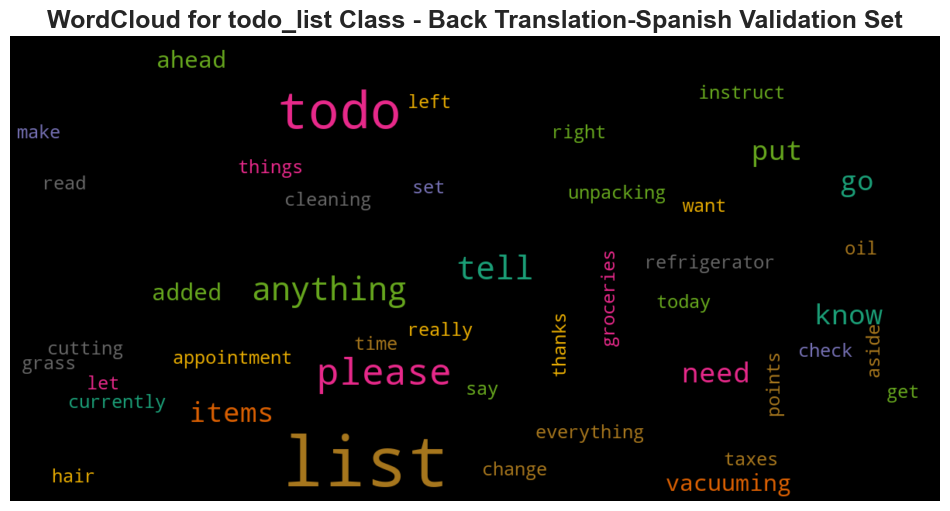 WordCloud for todo_list Class - Back Translation-Spanish Validation Set
ahead
instruct
todo
left
make
right
put
things
read
cleaning
set
unpacking
want
go
oil
refrigerator
tell
groceries
added
anything
today
know
really
thanks
time
cutting
grass
appointment
check
aside
please
need
points
let
currently
say
get
items
everything
list
change
taxes
hair
vacuuming